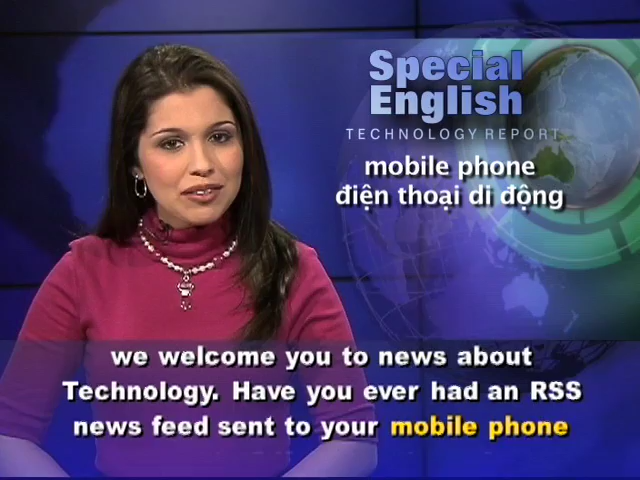 Special
English
TECHNOLOGY REPORT
mobile phone
điện thoại di động
we welcome you to news about
Technology. Have you ever had an RSS
news feed sent to your mobile phone